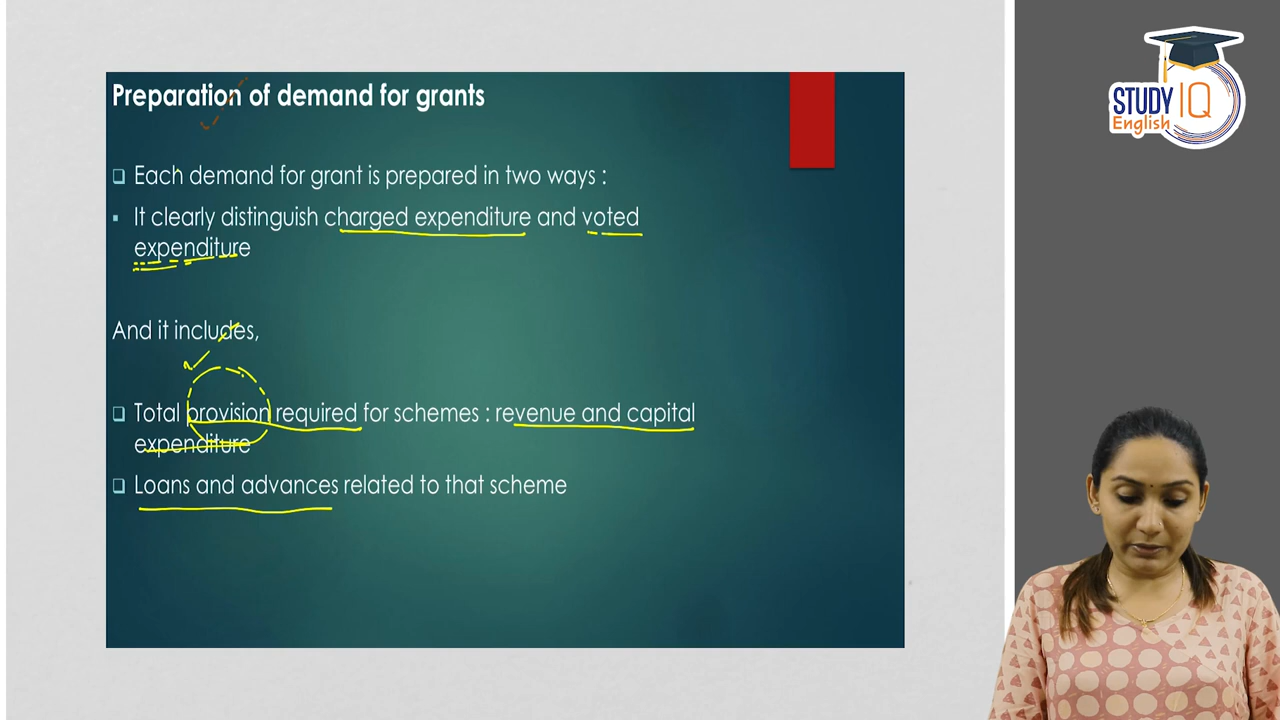 Preparation of demand for grants
Each demand for grant is prepared in two ways :
It clearly distinguish charged expenditure and voted
expenditure
And it includes,
Total provision required for schemes : revenue and capital
expenditure
Loans and advances related to that scheme
STUDY IQ
English